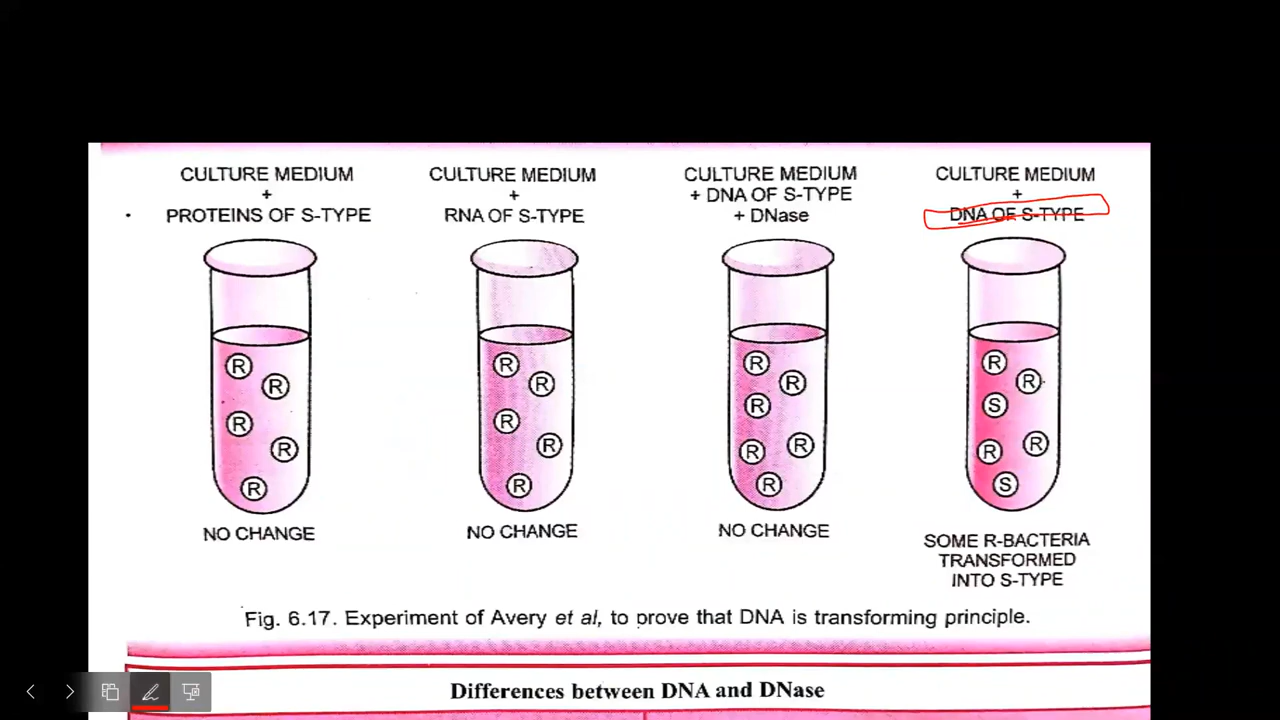 CULTURE MEDIUM
+
PROTEINS OF S-TYPE
CULTURE MEDIUM
+
RNA OF S-TYPE
CULTURE MEDIUM
+ DNA OF S-TYPE
+ DNase
CULTURE MEDIUM
+
DNA OF S-TYPE
R
R
R
R
R
NO CHANGE
R
R
R
R
R
NO CHANGE
R
R
R
R
R
R
NO CHANGE
R
R
S
R
R
S
SOME R-BACTERIA
TRANSFORMED
INTO S-TYPE
Fig. 6.17. Experiment of Avery et al, to prove that DNA is transforming principle.
Differences between DNA and DNase